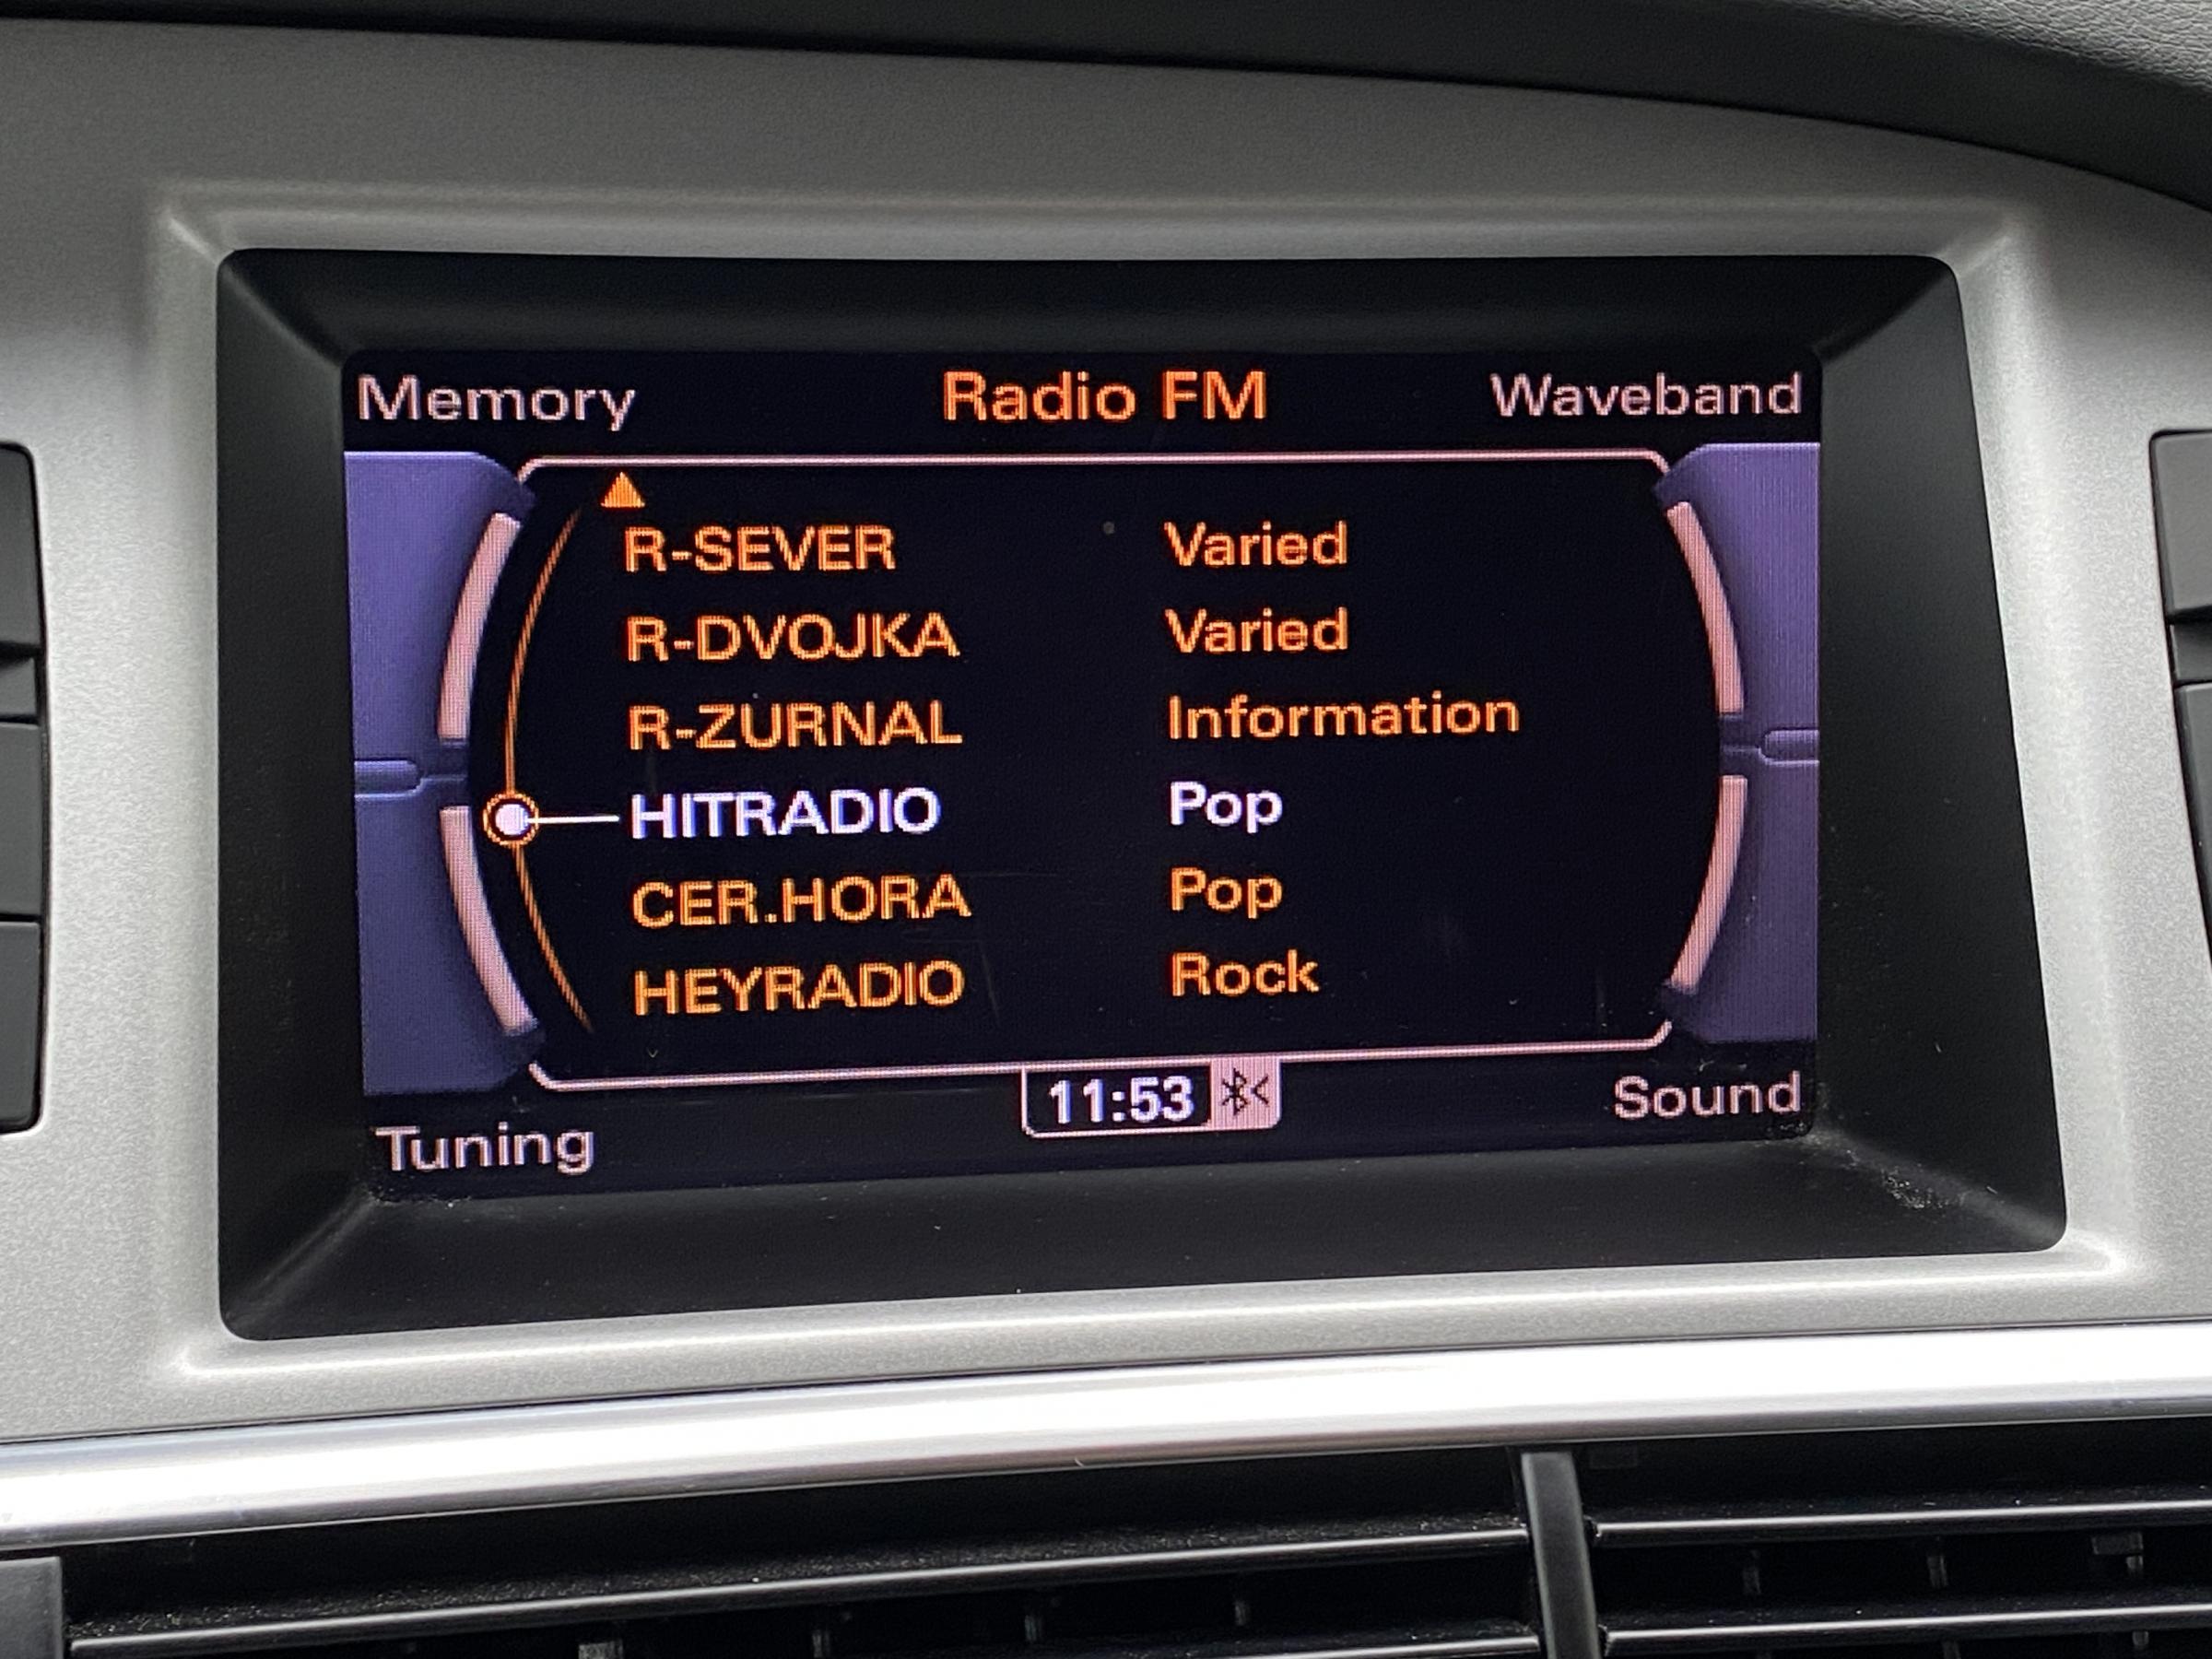 Memory Radio FM Waveband
R-SEVER Varied
R-DVOJKA Varied
R-ZURNAL Information
HITRADIO Pop
CER.HORA Pop
HEYRADIO Rock
11:53
Tuning Sound